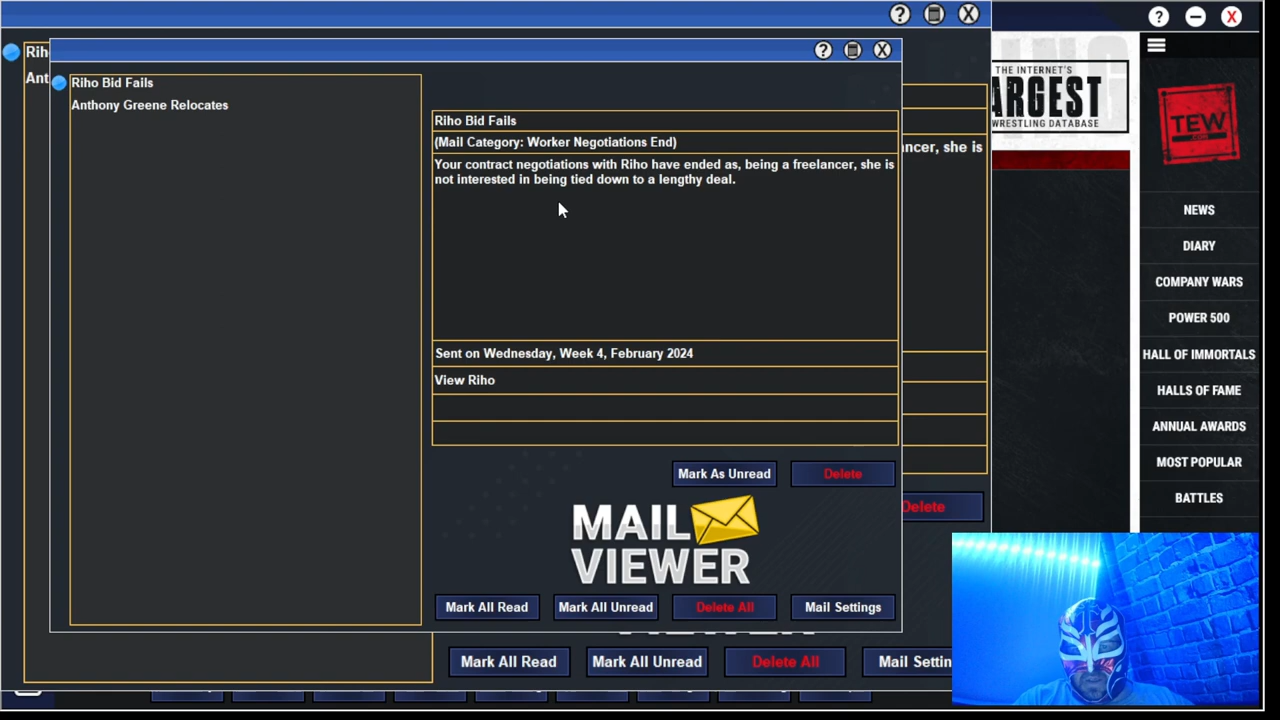 Rih
Ant
Riho Bid Fails
Anthony Greene Relocates
Riho Bid Fails
(Mail Category: Worker Negotiations End)
Your contract negotiations with Riho have ended as, being a freelancer, she is
not interested in being tied down to a lengthy deal.
Sent on Wednesday, Week 4, February 2024
View Riho
Mark As Unread
Delete
MAIL
VIEWER
Mark All Read
Mark All Unread
Delete All
Mail Settings
ancer, she is
Delete
Mark All Read
Mark All Unread
Delete All
Mail Settin
THE INTERNET'S
ARGEST
WRESTLING DATABASE
TEW
.com
NEWS
DIARY
COMPANY WARS
POWER 500
HALL OF IMMORTALS
HALLS OF FAME
ANNUAL AWARDS
MOST POPULAR
BATTLES